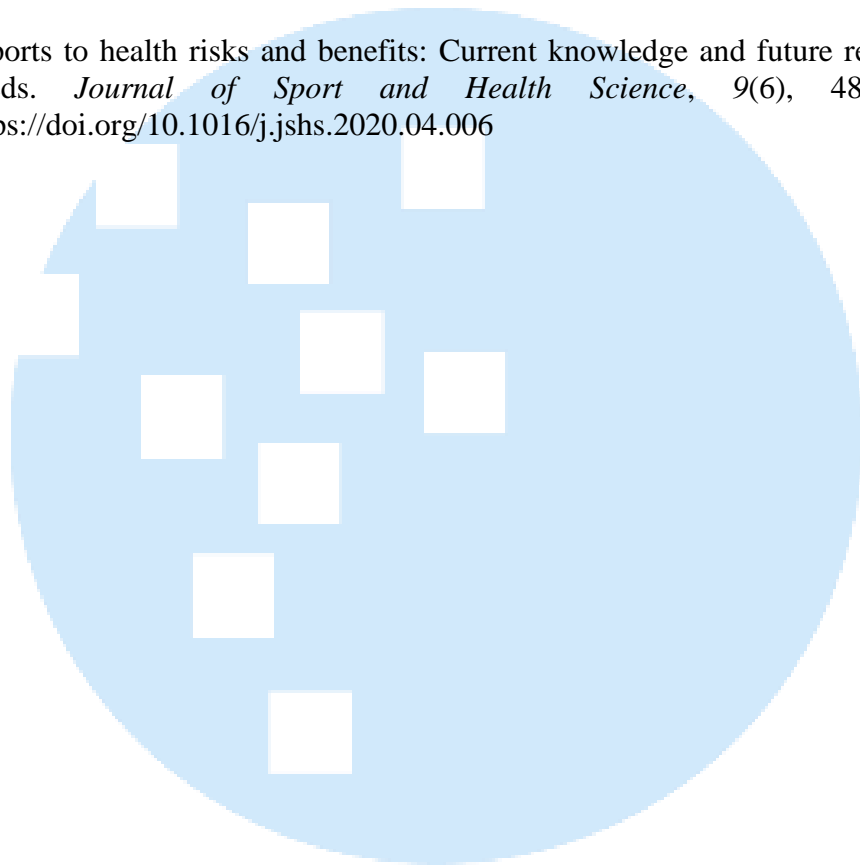 ports to health risks and benefits: Current knowledge and future re
ds. Journal of Sport and Health Science, 9(6), 48
ps://doi.org/10.1016/j.jshs.2020.04.006